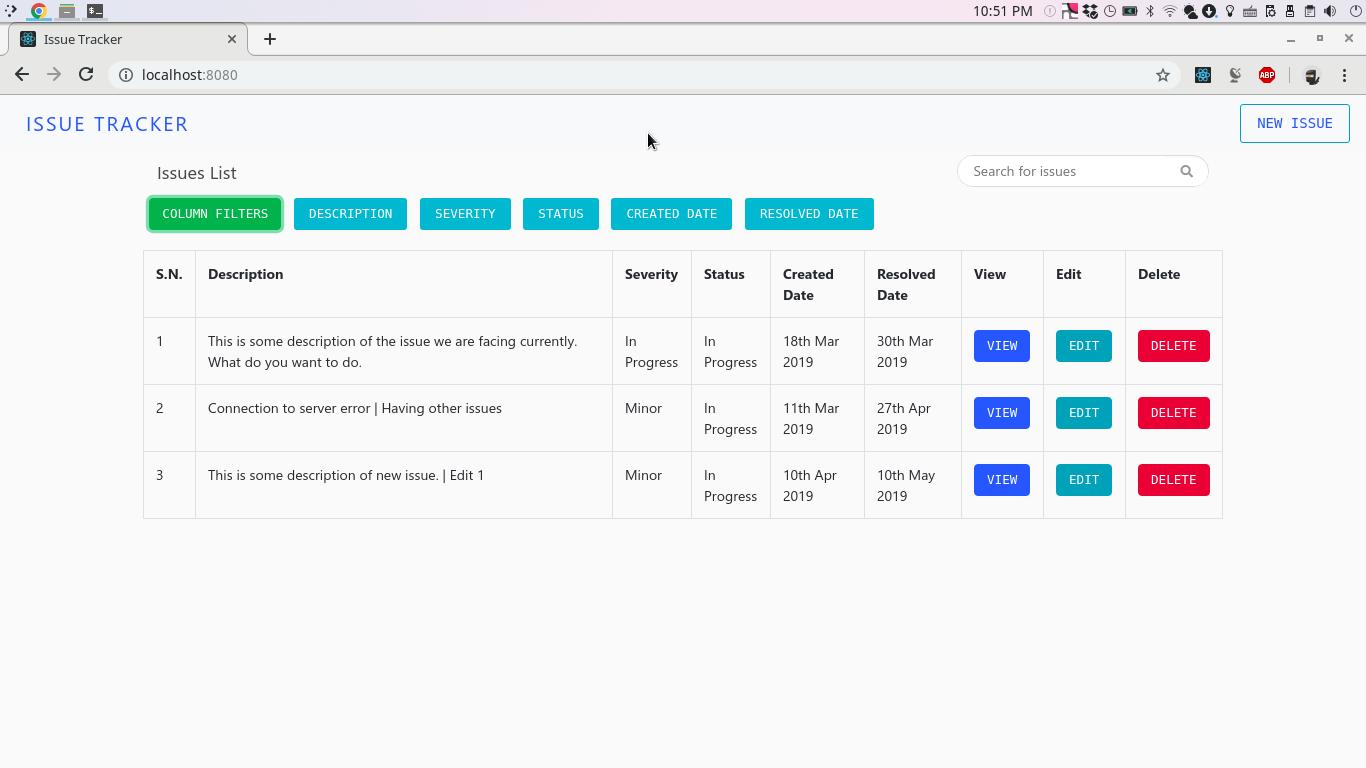 10:51 PM
Issue Tracker
localhost:8080
ABP
ISSUE TRACKER
NEW ISSUE
Issues List
Search for issues
COLUMN FILTERS DESCRIPTION SEVERITY STATUS CREATED DATE RESOLVED DATE
S.N. Description Severity Status Created Resolved View Edit Delete
Date Date
1 This is some description of the issue we are facing currently. In In 18th Mar 30th Mar VIEW EDIT DELETE
What do you want to do. Progress Progress 2019 2019
2 Connection to server error | Having other issues Minor In 11th Mar 27th Apr VIEW EDIT DELETE
Progress 2019 2019
3 This is some description of new issue. | Edit 1 Minor In 10th Apr 10th May VIEW EDIT DELETE
Progress 2019 2019